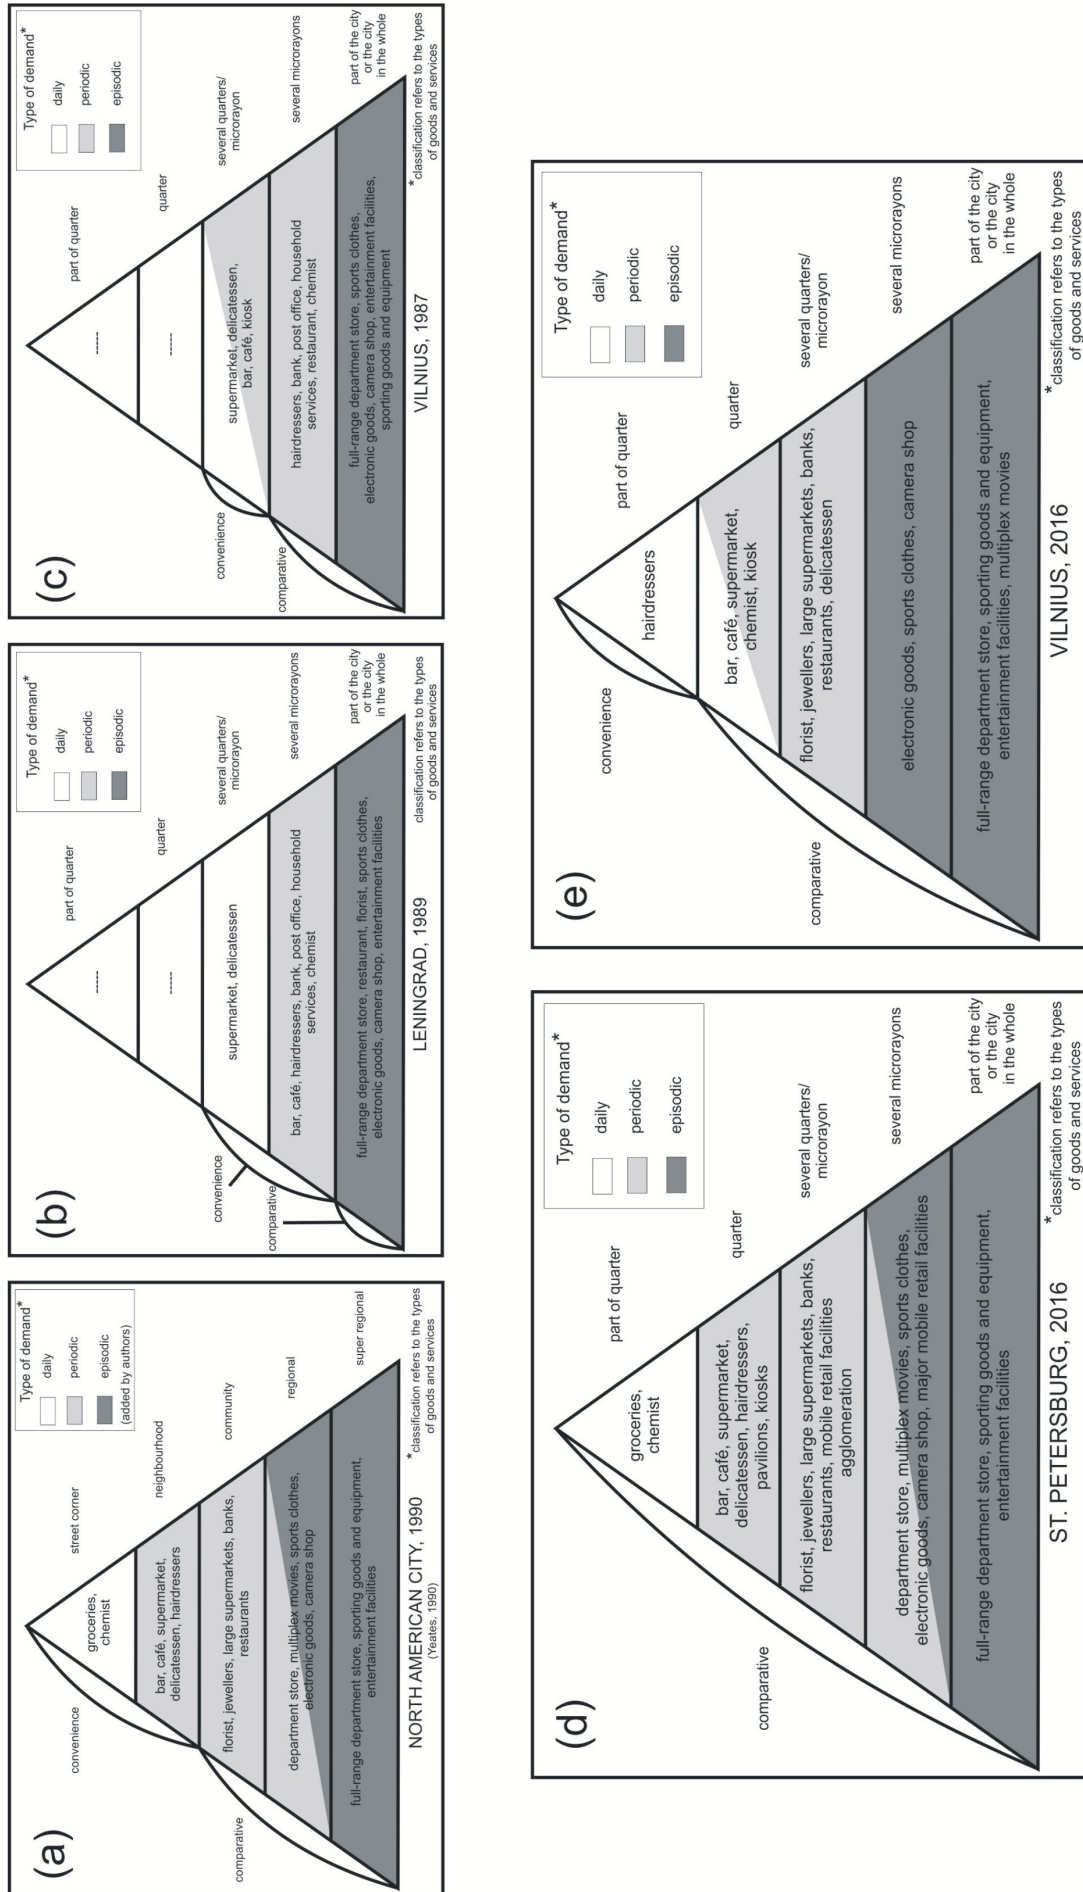 (a)
Type of demand*
daily
periodic
episodic
(added by authors)
street corner
neighbourhood
community
regional
super regional
convenience
comparative
groceries,
chemist
bar, café, supermarket,
delicatessen, hairdressers
florist, jewellers, large supermarkets, banks,
restaurants
department store, multiplex movies, sports clothes,
electronic goods, camera shop
full-range department store, sporting goods and equipment,
entertainment facilities
*classification refers to the types
of goods and services
NORTH AMERICAN CITY, 1990
(Yeates, 1990)
(b)
Type of demand*
daily
periodic
episodic
part of quarter
quarter
several quarters/
microrayon
several microrayons
part of the city
or the city
in the whole
convenience
comparative
-----
-----
supermarket, delicatessen
bar, café, hairdressers, bank, post office, household
services, chemist
full-range department store, restaurant, florist, sports clothes,
electronic goods, camera shop, entertainment facilities
classification refers to the types
of goods and services
LENINGRAD, 1989
(c)
Type of demand*
daily
periodic
episodic
part of quarter
quarter
several quarters/
microrayon
several microrayons
part of the city
or the city
in the whole
convenience
comparative
-----
-----
supermarket, delicatessen,
bar, café, kiosk
hairdressers, bank, post office, household
services, restaurant, chemist
full-range department store, sports clothes,
electronic goods, camera shop, entertainment facilities,
sporting goods and equipment
*classification refers to the types
of goods and services
VILNIUS, 1987
(d)
Type of demand*
daily
periodic
episodic
part of quarter
quarter
several quarters/
microrayon
several microrayons
part of the city
or the city
in the whole
comparative
groceries,
chemist
bar, café, supermarket,
delicatessen, hairdressers,
pavilions, kiosks
florist, jewellers, large supermarkets, banks,
restaurants, mobile retail facilities
agglomeration
department store, multiplex movies, sports clothes,
electronic goods, camera shop, major mobile retail facilities
full-range department store, sporting goods and equipment,
entertainment facilities
*classification refers to the types
of goods and services
ST. PETERSBURG, 2016
(e)
Type of demand*
daily
periodic
episodic
part of quarter
quarter
several quarters/
microrayon
several microrayons
part of the city
or the city
in the whole
convenience
comparative
hairdressers
bar, café, supermarket,
chemist, kiosk
florist, jewellers, large supermarkets, banks,
restaurants, delicatessen
electronic goods, sports clothes, camera shop
full-range department store, sporting goods and equipment,
entertainment facilities, multiplex movies
*classification refers to the types
of goods and services
VILNIUS, 2016